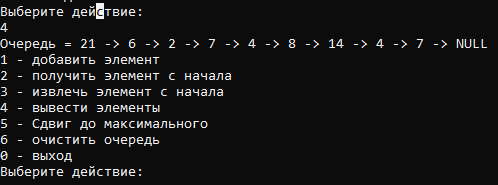 Выберите действие:
4
Очередь = 21 -> 6 -> 2 -> 7 -> 4 -> 8 -> 14 -> 4 -> 7 -> NULL
1 - добавить элемент
2 - получить элемент с начала
3 - извлечь элемент с начала
4 - вывести элементы
5 - Сдвиг до максимального
6 - очистить очередь
0 - выход
Выберите действие: